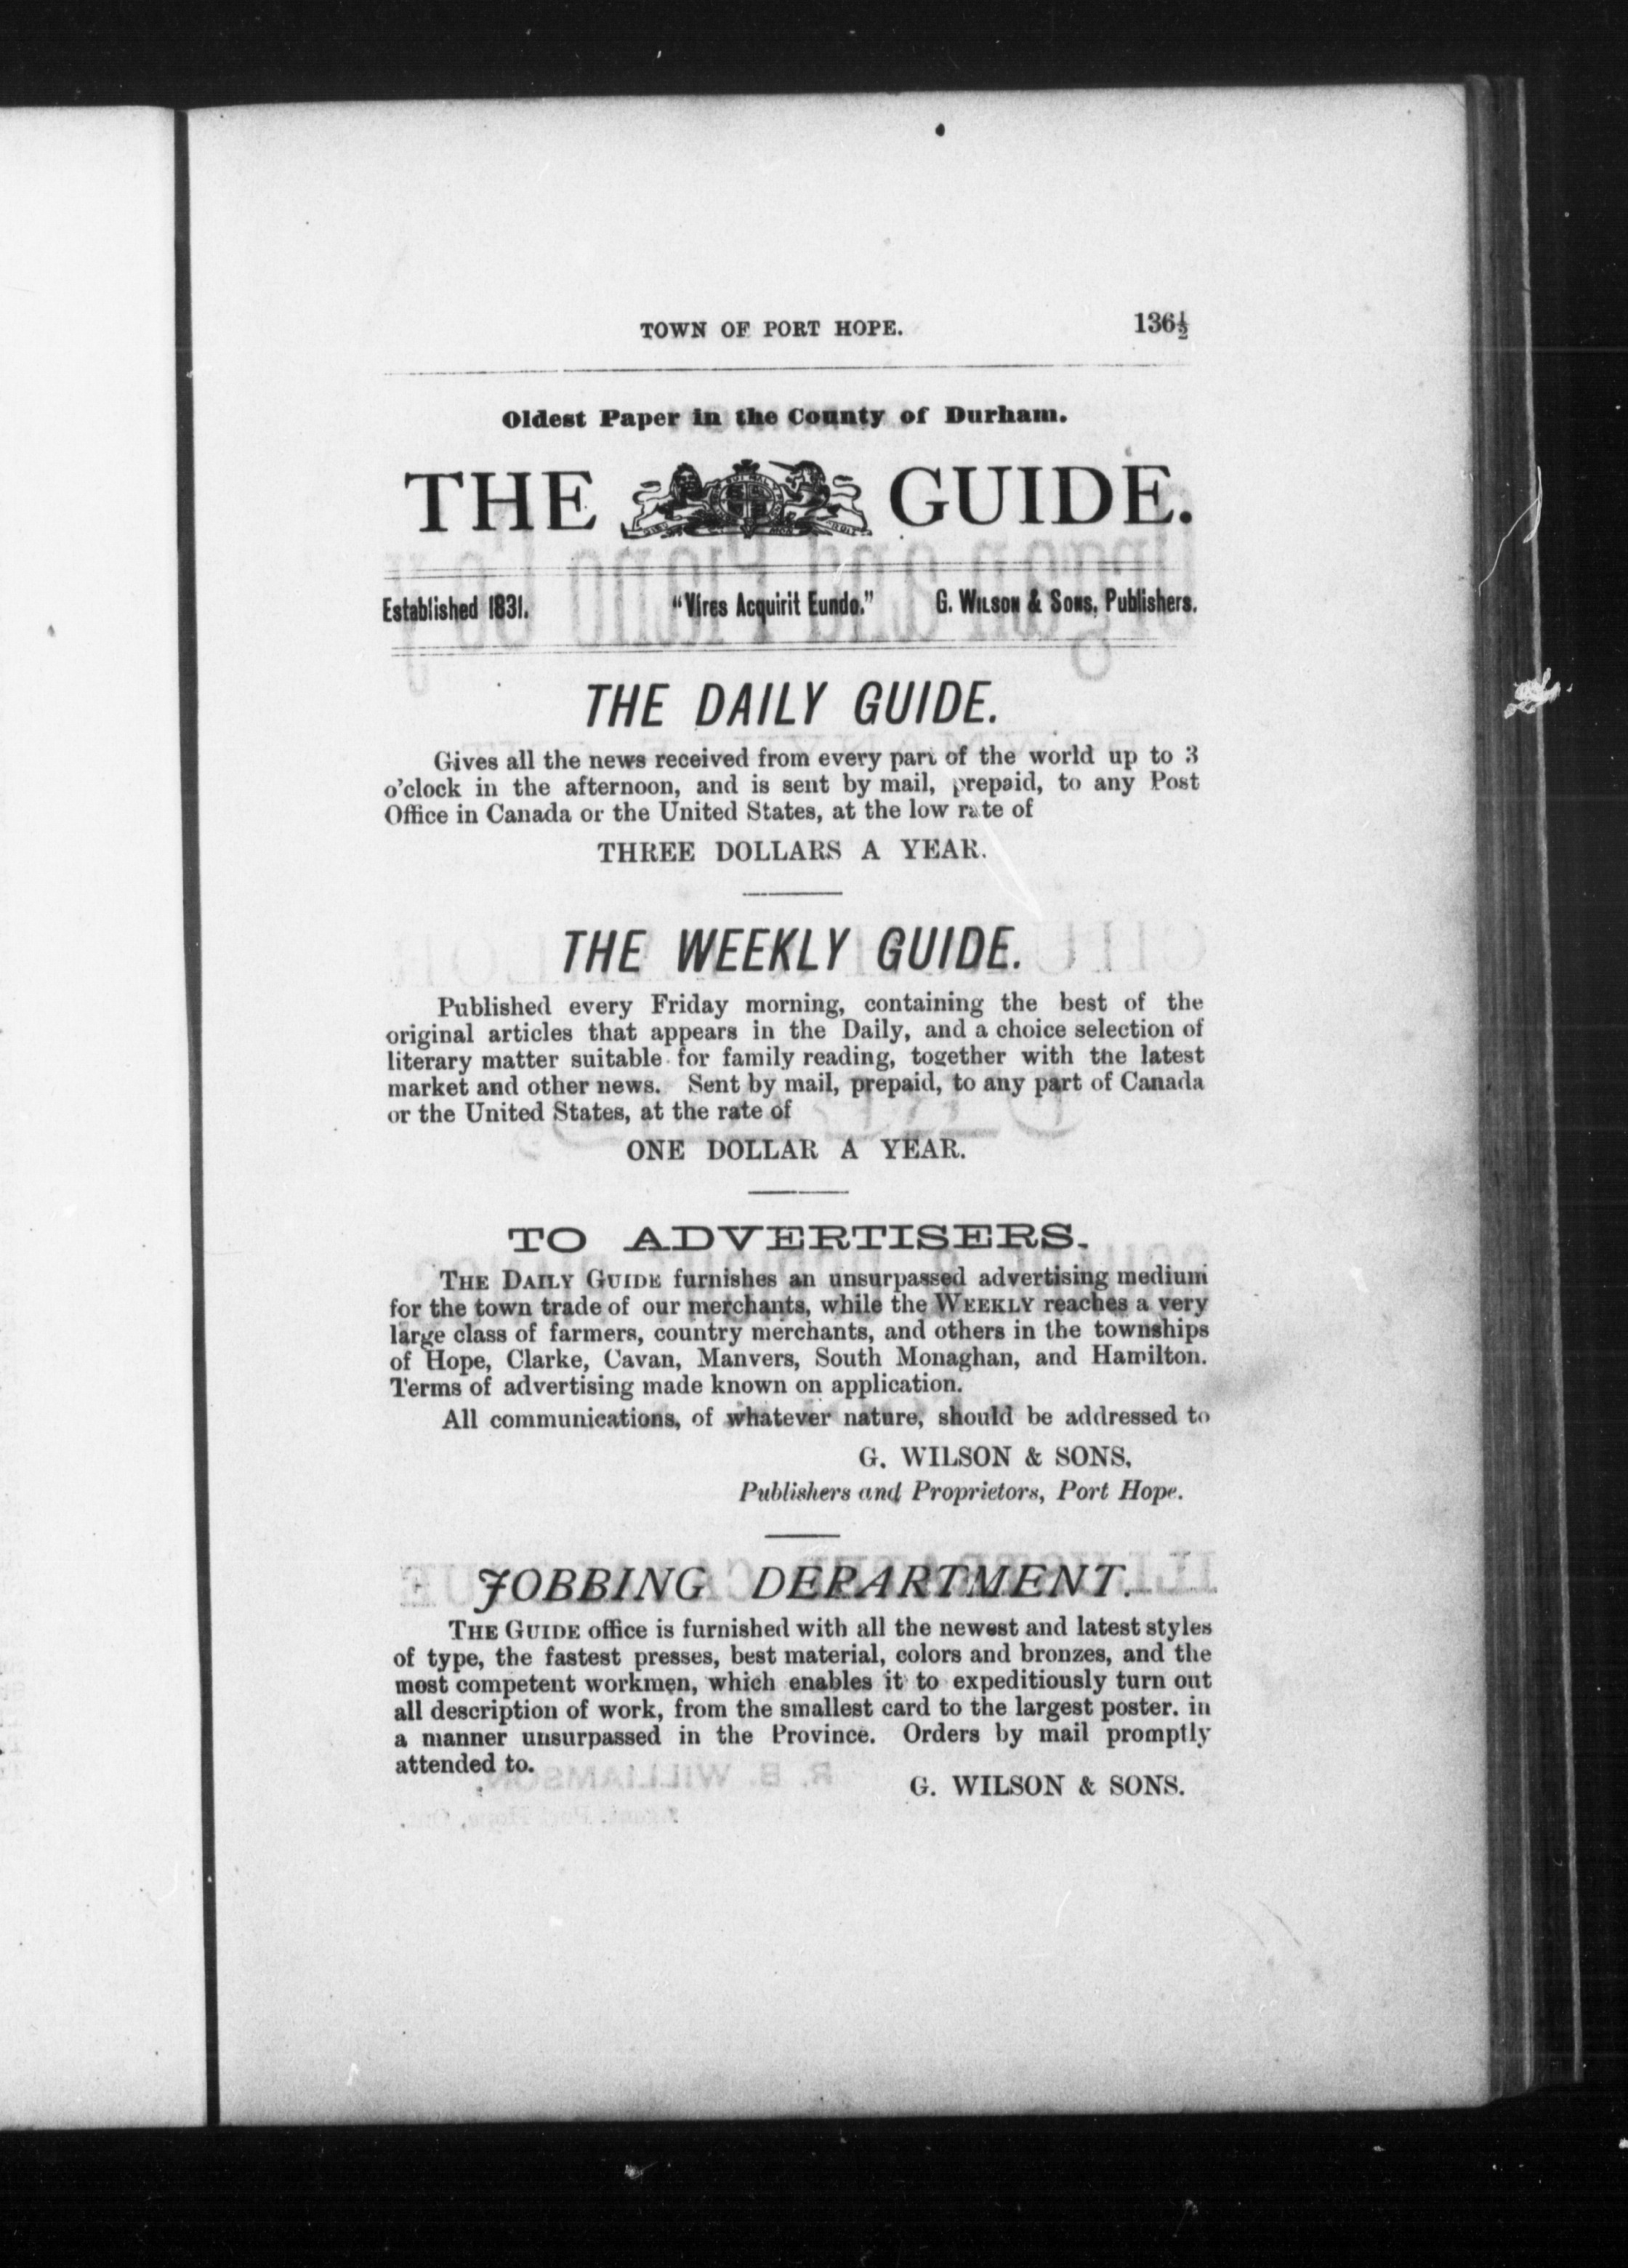 TOWN OF PORT HOPE. 136½
Oldest Paper in the County of Durham.
THE GUIDE.
Established 1831. "Vires Acquirit Eundo." G. Wilson & Sons, Publishers.
THE DAILY GUIDE.
Gives all the news received from every part of the world up to 3
o'clock in the afternoon, and is sent by mail, prepaid, to any Post
Office in Canada or the United States, at the low rate of
THREE DOLLARS A YEAR.
THE WEEKLY GUIDE.
Published every Friday morning, containing the best of the
original articles that appears in the Daily, and a choice selection of
literary matter suitable for family reading, together with the latest
market and other news. Sent by mail, prepaid, to any part of Canada
or the United States, at the rate of
ONE DOLLAR A YEAR.
TO ADVERTISERS.
THE DAILY GUIDE furnishes an unsurpassed advertising medium
for the town trade of our merchants, while the WEEKLY reaches a very
large class of farmers, country merchants, and others in the townships
of Hope, Clarke, Cavan, Manvers, South Monaghan, and Hamilton.
Terms of advertising made known on application.
All communications, of whatever nature, should be addressed to
G. WILSON & SONS,
Publishers and Proprietors, Port Hope.
JOBBING DEPARTMENT.
THE GUIDE office is furnished with all the newest and latest styles
of type, the fastest presses, best material, colors and bronzes, and the
most competent workmen, which enables it to expeditiously turn out
all description of work, from the smallest card to the largest poster. in
a manner unsurpassed in the Province. Orders by mail promptly
attended to.
G. WILSON & SONS.